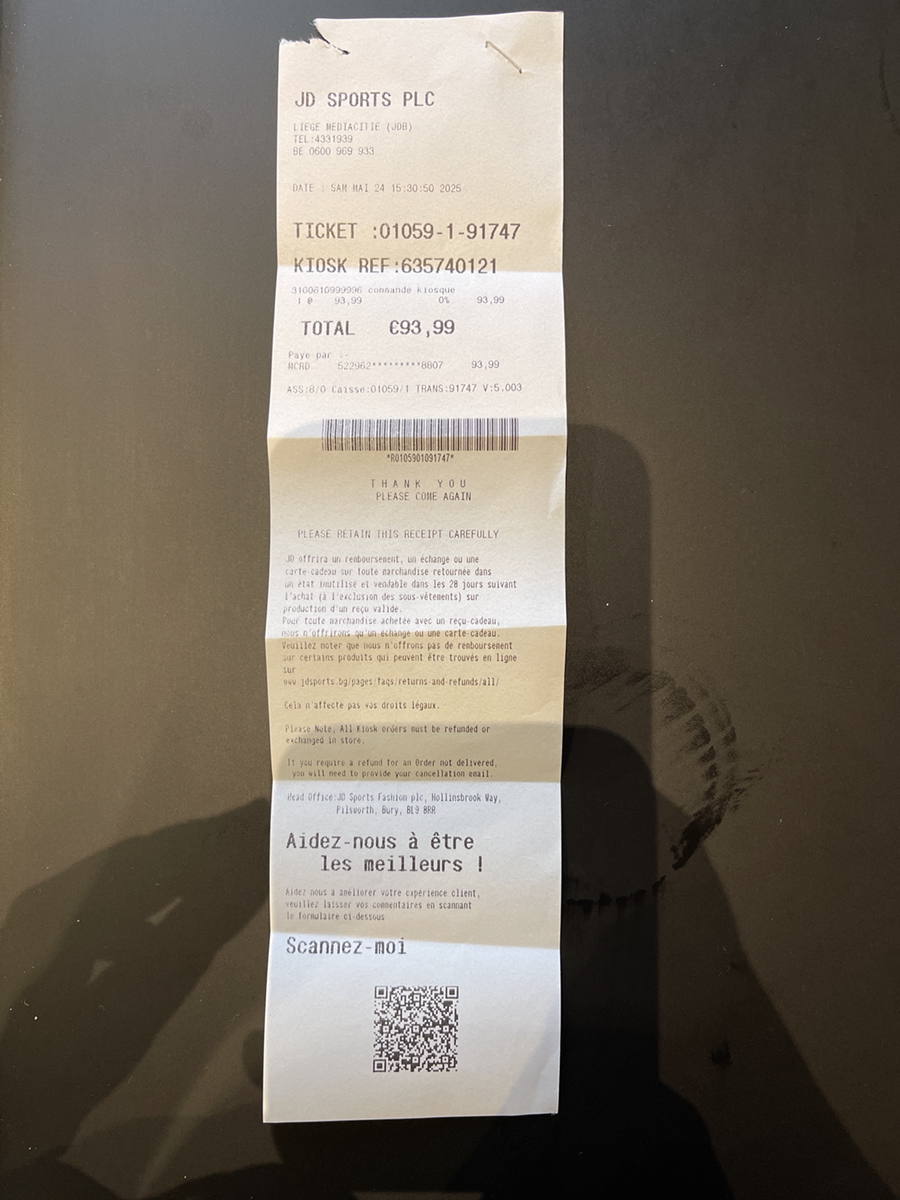 JD SPORTS PLC
LIEGE MEDIACITIE (JDB)
TEL:4331939
BE 0600 969 933
DATE : SAM MAI 24 15:30:50 2025
TICKET :01059-1-91747
KIOSK REF:635740121
3100610999996 commande kiosque
1 @ 93,99 0% 93,99
TOTAL €93,99
Paye par :-
MCRD 522962*********8807 93,99
ASS:8/0 Caisse:01059/1 TRANS:91747 V:5.003
*R0105901091747*
THANK YOU
PLEASE COME AGAIN
PLEASE RETAIN THIS RECEIPT CAREFULLY
JD offrira un remboursement, un échange ou une
carte-cadeau sur toute marchandise retournée dans
un état inutilisé et vendable dans les 28 jours suivant
l'achat (à l'exclusion des sous-vêtements) sur
production d'un reçu valide.
Pour toute marchandise achetée avec un reçu-cadeau,
nous n'offrirons qu'un échange ou une carte-cadeau.
Veuillez noter que nous n'offrons pas de remboursement
sur certains produits qui peuvent être trouvés en ligne
sur
www.jdsports.bg/pages/faqs/returns-and-refunds/all/
Cela n'affecte pas vos droits légaux.
Please Note, All Kiosk orders must be refunded or
exchanged in store.
If you require a refund for an Order not delivered,
you will need to provide your cancellation email.
Head Office:JD Sports Fashion plc, Hollinsbrook Way,
Pilsworth, Bury, BL9 8RR
Aidez-nous à être
les meilleurs !
Aidez-nous à améliorer votre expérience client,
veuillez laisser vos commentaires en scannant
le formulaire ci-dessous
Scannez-moi